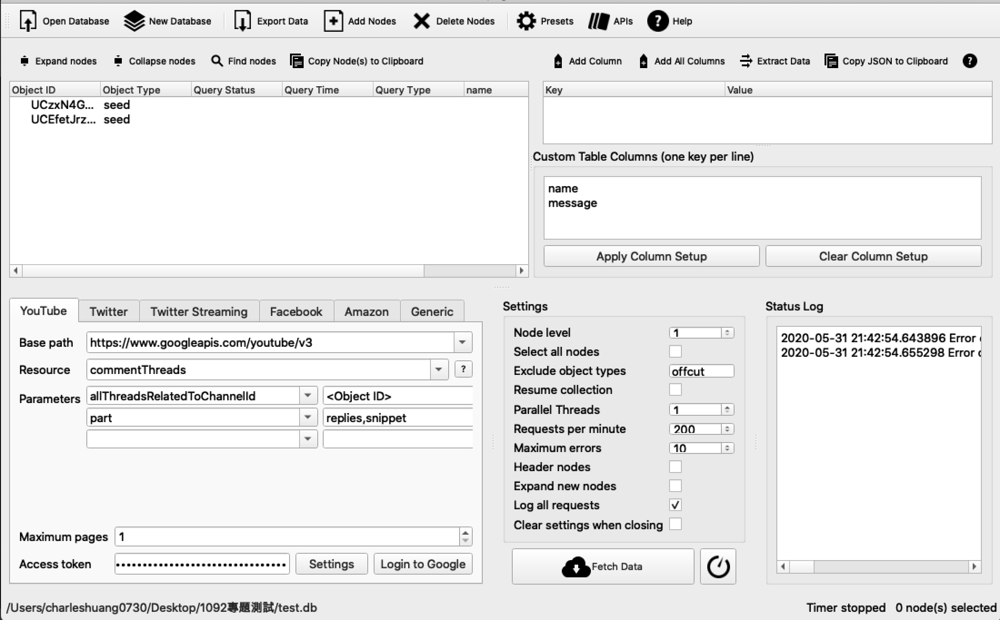 Open Database New Database Export Data Add Nodes Delete Nodes Presets APIs ? Help
Expand nodes Collapse nodes Find nodes Copy Node(s) to Clipboard
Add Column Add All Columns Extract Data Copy JSON to Clipboard ?
Object ID Object Type Query Status Query Time Query Type name
UCzxN4G... seed
UCEfetJrz... seed
Key Value
Custom Table Columns (one key per line)
name
message
Apply Column Setup Clear Column Setup
YouTube Twitter Twitter Streaming Facebook Amazon Generic
Base path https://www.googleapis.com/youtube/v3
Resource commentThreads ?
Parameters allThreadsRelatedToChannelId <Object ID>
part replies,snippet
Maximum pages 1
Access token Settings Login to Google
Settings
Node level 1
Select all nodes
Exclude object types offcut
Resume collection
Parallel Threads 1
Requests per minute 200
Maximum errors 10
Header nodes
Expand new nodes
Log all requests
Clear settings when closing
Fetch Data
Status Log
2020-05-31 21:42:54.643896 Error
2020-05-31 21:42:54.655298 Error
/Users/charleshuang0730/Desktop/1092專題測試/test.db
Timer stopped 0 node(s) selected